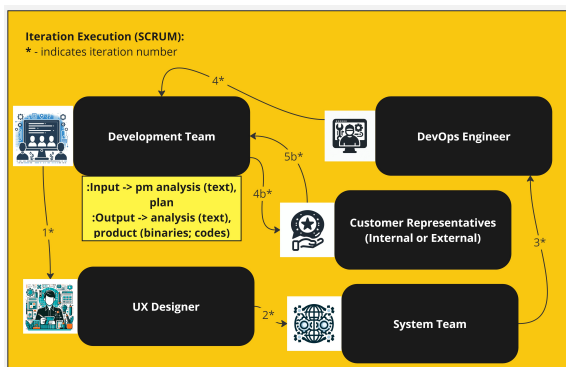 Iteration Execution (SCRUM):
* - indicates iteration number
4*
Development Team
DevOps Engineer
5b*
:Input -> pm analysis (text),
plan
:Output -> analysis (text),
product (binaries; codes)
4b*
Customer Representatives
(Internal or External)
1*
3*
UX Designer
2*
System Team